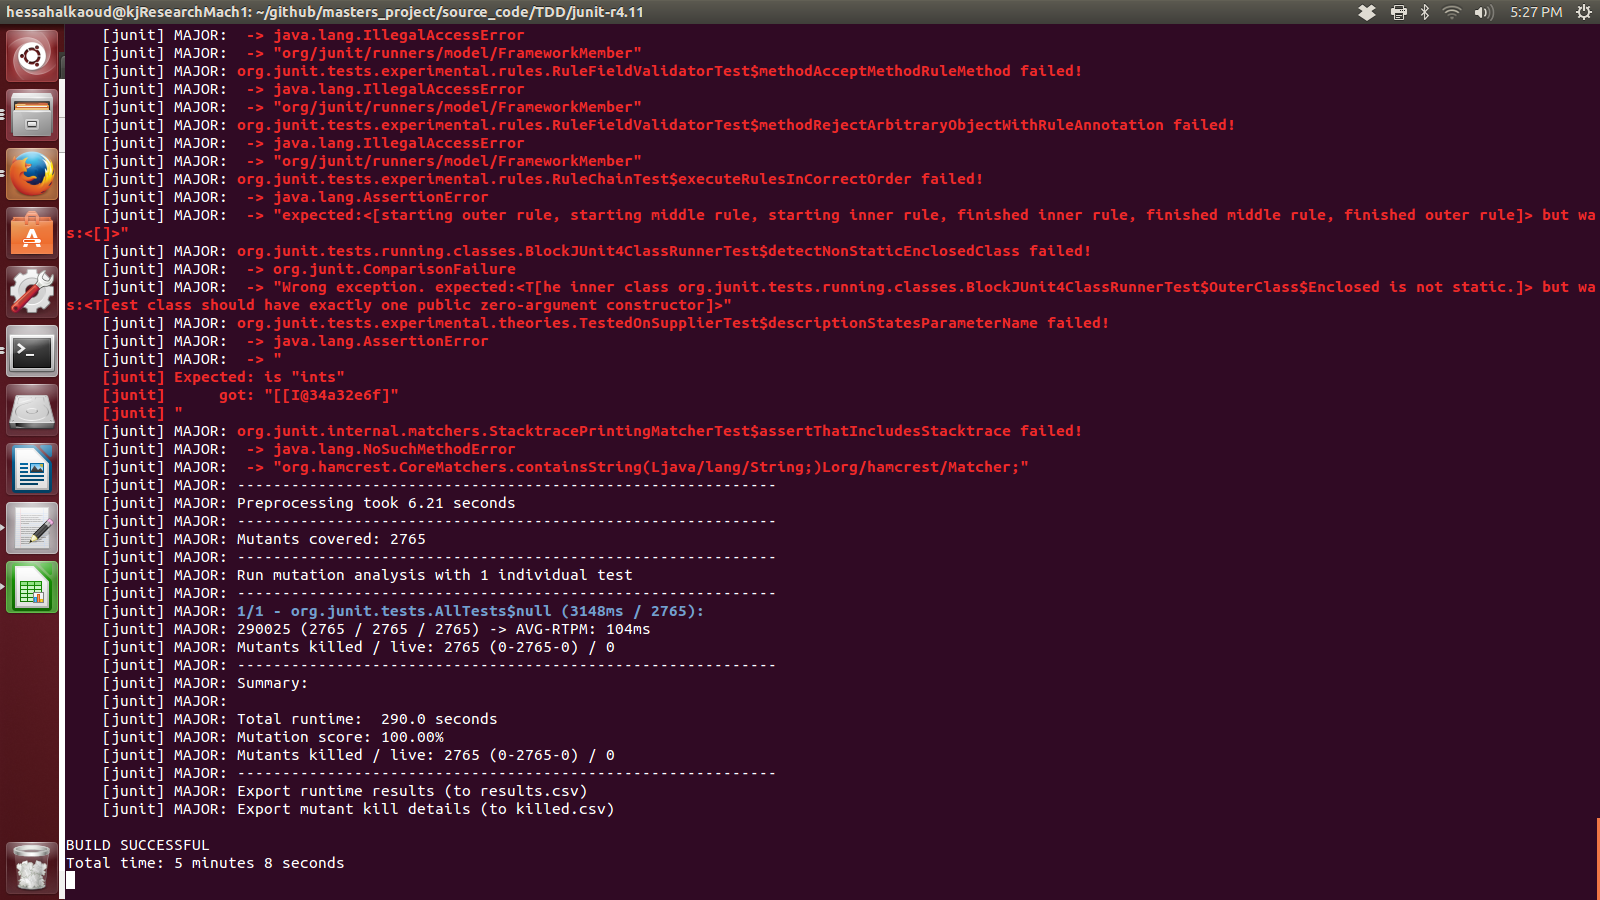 hessahalkaoud@kjResearchMach1: ~/github/masters_project/source_code/TDD/junit-r4.11
5:27 PM
[junit] MAJOR:  -> java.lang.IllegalAccessError
[junit] MAJOR:  -> "org/junit/runners/model/FrameworkMember"
[junit] MAJOR: org.junit.tests.experimental.rules.RuleFieldValidatorTest$methodAcceptMethodRuleMethod failed!
[junit] MAJOR:  -> java.lang.IllegalAccessError
[junit] MAJOR:  -> "org/junit/runners/model/FrameworkMember"
[junit] MAJOR: org.junit.tests.experimental.rules.RuleFieldValidatorTest$methodRejectArbitraryObjectWithRuleAnnotation failed!
[junit] MAJOR:  -> java.lang.IllegalAccessError
[junit] MAJOR:  -> "org/junit/runners/model/FrameworkMember"
[junit] MAJOR: org.junit.tests.experimental.rules.RuleChainTest$executeRulesInCorrectOrder failed!
[junit] MAJOR:  -> java.lang.AssertionError
[junit] MAJOR:  -> "expected:<[starting outer rule, starting middle rule, starting inner rule, finished inner rule, finished middle rule, finished outer rule]> but wa
s:<[]>"
[junit] MAJOR: org.junit.tests.running.classes.BlockJUnit4ClassRunnerTest$detectNonStaticEnclosedClass failed!
[junit] MAJOR:  -> org.junit.ComparisonFailure
[junit] MAJOR:  -> "Wrong exception. expected:<T[he inner class org.junit.tests.running.classes.BlockJUnit4ClassRunnerTest$OuterClass$Enclosed is not static.]> but wa
s:<T[est class should have exactly one public zero-argument constructor]>"
[junit] MAJOR: org.junit.tests.experimental.theories.TestedOnSupplierTest$descriptionStatesParameterName failed!
[junit] MAJOR:  -> java.lang.AssertionError
[junit] MAJOR:  -> "
[junit] Expected: is "ints"
[junit]      got: "[[I@34a32e6f]"
[junit] "
[junit] MAJOR: org.junit.internal.matchers.StacktracePrintingMatcherTest$assertThatIncludesStacktrace failed!
[junit] MAJOR:  -> java.lang.NoSuchMethodError
[junit] MAJOR:  -> "org.hamcrest.CoreMatchers.containsString(Ljava/lang/String;)Lorg/hamcrest/Matcher;"
[junit] MAJOR: ------------------------------------------------------------
[junit] MAJOR: Preprocessing took 6.21 seconds
[junit] MAJOR: ------------------------------------------------------------
[junit] MAJOR: Mutants covered: 2765
[junit] MAJOR: ------------------------------------------------------------
[junit] MAJOR: Run mutation analysis with 1 individual test
[junit] MAJOR: ------------------------------------------------------------
[junit] MAJOR: 1/1 - org.junit.tests.AllTests$null (3148ms / 2765):
[junit] MAJOR: 290025 (2765 / 2765 / 2765) -> AVG-RTPM: 104ms
[junit] MAJOR: Mutants killed / live: 2765 (0-2765-0) / 0
[junit] MAJOR: ------------------------------------------------------------
[junit] MAJOR: Summary:
[junit] MAJOR:
[junit] MAJOR: Total runtime:  290.0 seconds
[junit] MAJOR: Mutation score: 100.00%
[junit] MAJOR: Mutants killed / live: 2765 (0-2765-0) / 0
[junit] MAJOR: ------------------------------------------------------------
[junit] MAJOR: Export runtime results (to results.csv)
[junit] MAJOR: Export mutant kill details (to killed.csv)
BUILD SUCCESSFUL
Total time: 5 minutes 8 seconds